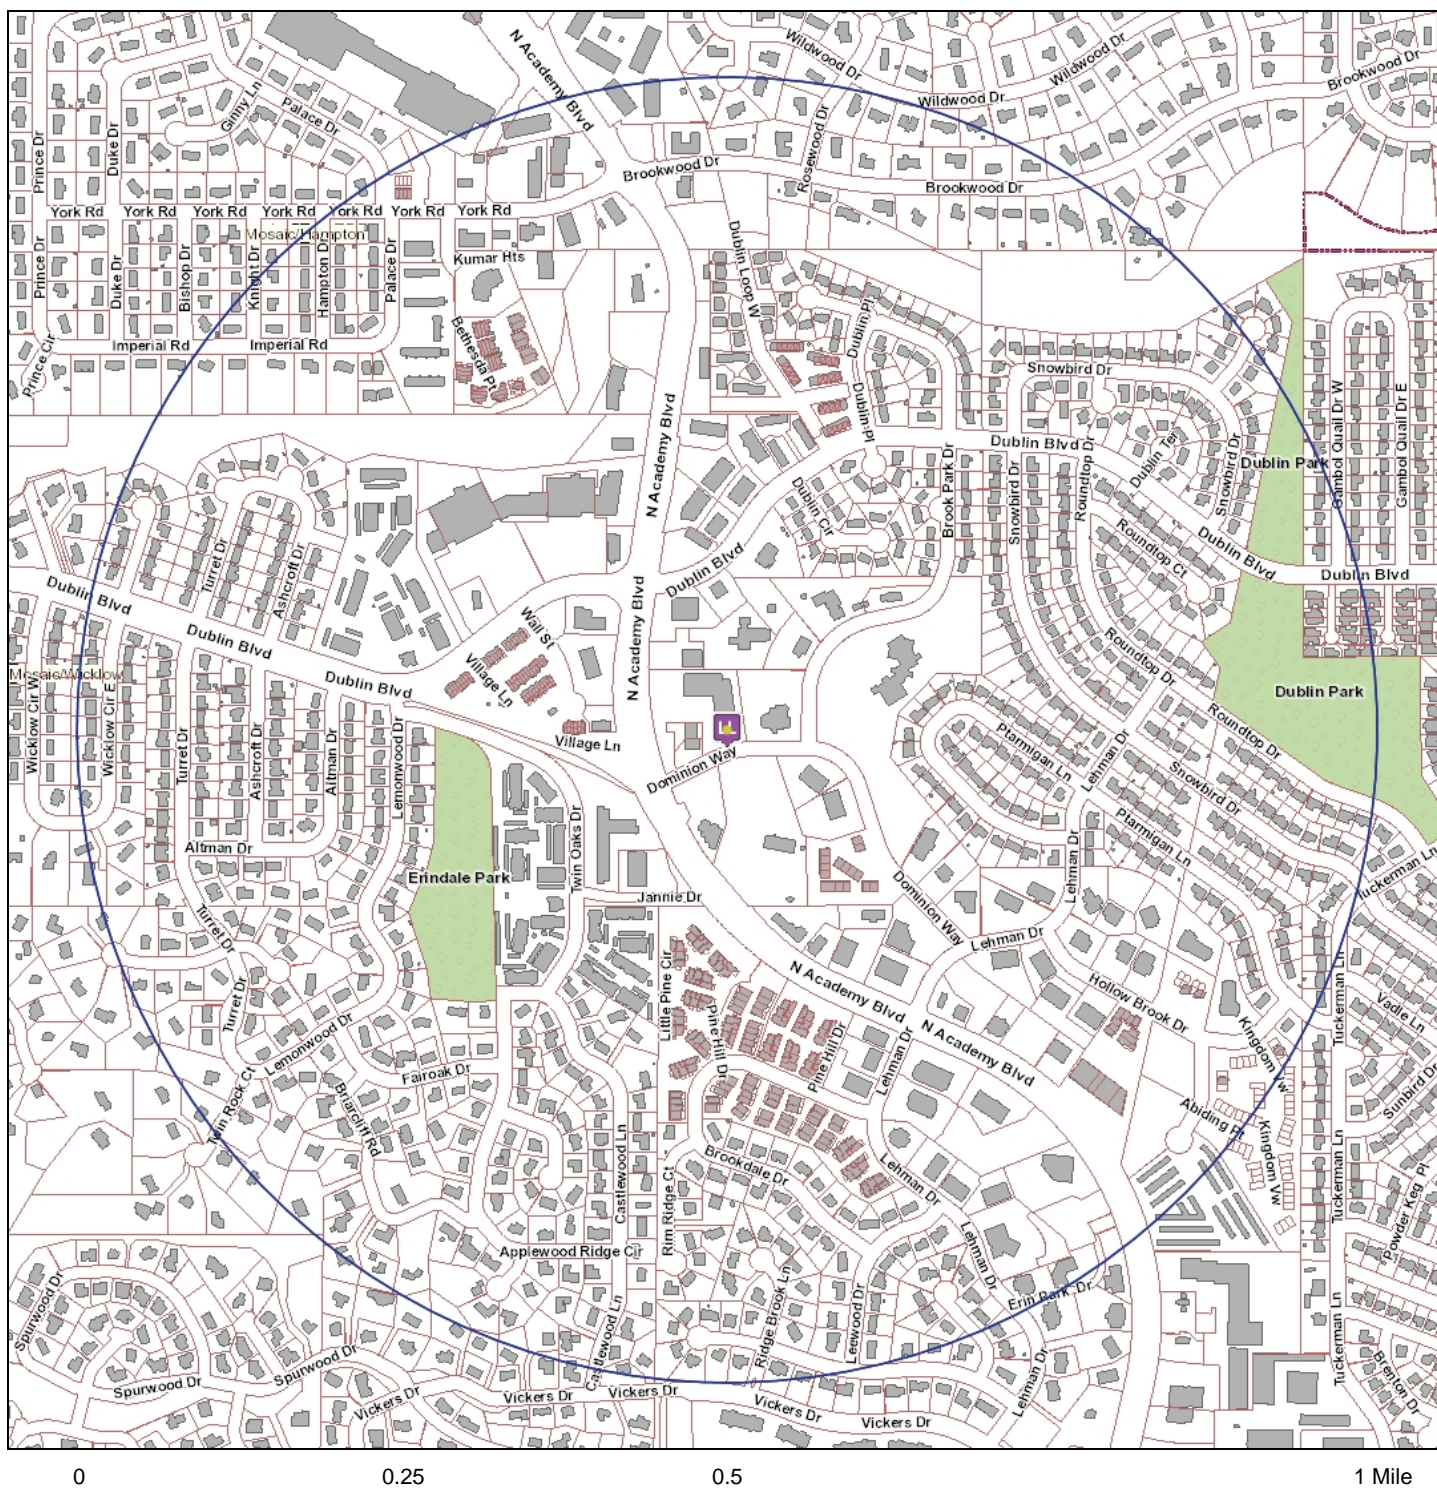 N Academy Blvd
Wildwood Dr
Wildwood Dr
Brookwood Dr
Ginny Ln
Palace Dr
Wildwood Dr
Prince Dr
Duke Dr
Rosewood Dr
Brookwood Dr
Brookwood Dr
York Rd
York Rd
York Rd
York Rd
York Rd
York Rd
York Rd
Mosaic/Hampton
Prince Dr
Duke Dr
Bishop Dr
Knight Dr
Hampton Dr
Palace Dr
Kumar Hts
Dublin Loop W
Dublin Pl
Imperial Rd
Imperial Rd
Prince Cir
Bethesda Pt
Snowbird Dr
Dublin Pl
Gambol Quail Dr W
Gambol Quail Dr E
N Academy Blvd
Dublin Blvd
Roundtop Dr
Dublin Ter
Snowbird Dr
Dublin Park
Brook Park Dr
Snowbird Dr
Dublin Cir
Roundtop Ct
Dublin Blvd
Dublin Blvd
Turret Dr
Ashcroft Dr
Dublin Blvd
Dublin Blvd
Dublin Blvd
N Academy Blvd
Wall St
Village Ln
Dublin Blvd
Roundtop Dr
Mosaic/Wicklow
Wicklow Cir W
Wicklow Cir E
Dublin Park
Roundtop Dr
Turret Dr
Ashcroft Dr
Altman Dr
Lemonwood Dr
Village Ln
Dominion Way
Ptarmigan Ln
Lehman Dr
Snowbird Dr
Ptarmigan Ln
Altman Dr
Erindale Park
Twin Oaks Dr
Jannie Dr
Dominion Way
Lehman Dr
Lehman Dr
Tuckerman Ln
Turret Dr
Turret Dr
Little Pine Cir
N Academy Blvd
N Academy Blvd
Hollow Brook Dr
Tuckerman Ln
Vadle Ln
Lemonwood Dr
Fairoak Dr
Pine Hill Dr
Pine Hill Dr
Lehman Dr
Kingdom Vw
Sunbird Dr
Twin Rock Ct
Briarcliff Rd
Abiding Pt
Castlewood Ln
Rim Ridge Ct
Brookdale Dr
Lehman Dr
Kingdom Vw
Tuckerman Ln
Powder Keg Pl
Applewood Ridge Cir
Lehman Dr
Spurwood Dr
Erin Park Dr
Castlewood Ln
Ridge Brook Ln
Leewood Dr
Tuckerman Ln
Spurwood Dr
Spurwood Dr
Vickers Dr
Vickers Dr
Vickers Dr
Vickers Dr
Vickers Dr
Lehman Dr
Brenton Dr
0 0.25 0.5 1 Mile